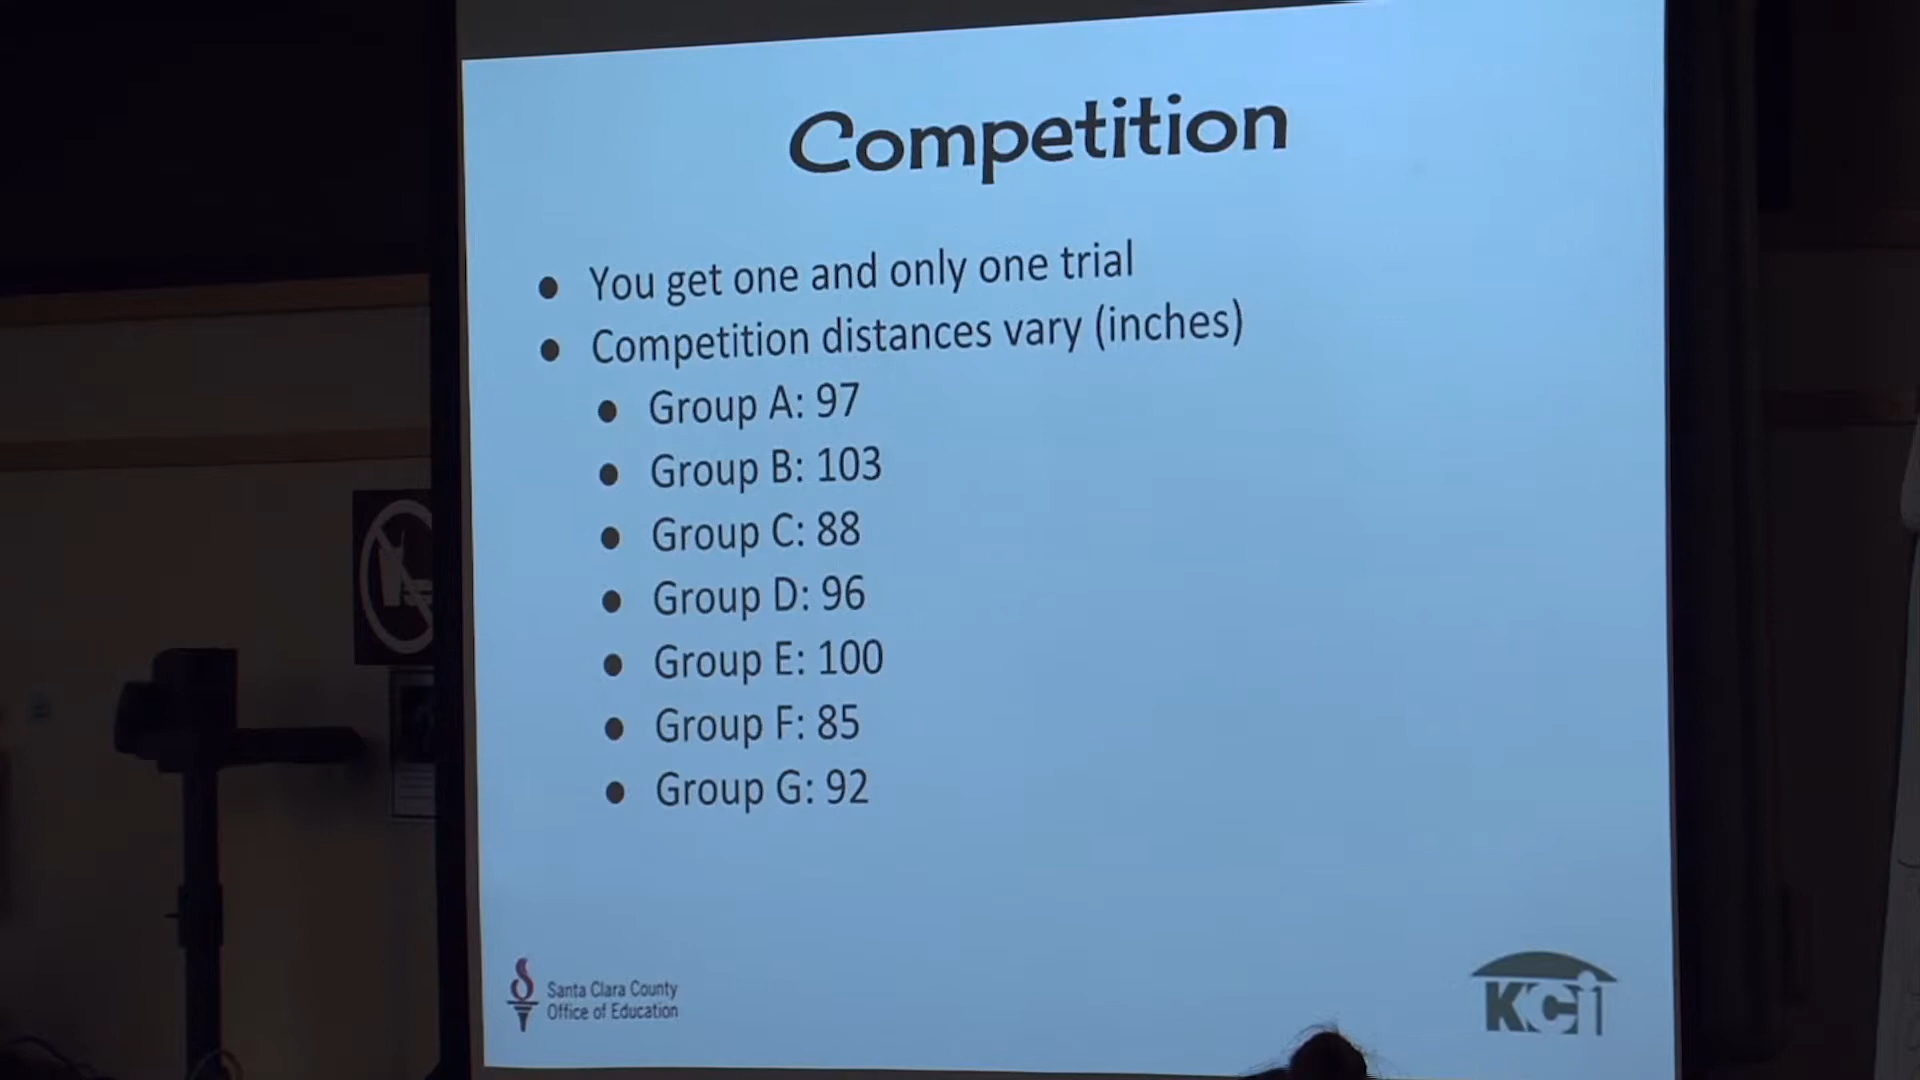 Competition
● You get one and only one trial
● Competition distances vary (inches)
● Group A: 97
● Group B: 103
● Group C: 88
● Group D: 96
● Group E: 100
● Group F: 85
● Group G: 92
Santa Clara County
Office of Education
KCi